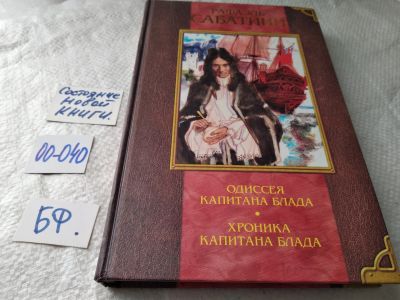 Состояние
новой
книги.
00-040
БФ.
САБАТИНИ
ОДИССЕЯ
КАПИТАНА БЛАДА
•
ХРОНИКА
КАПИТАНА БЛАДА